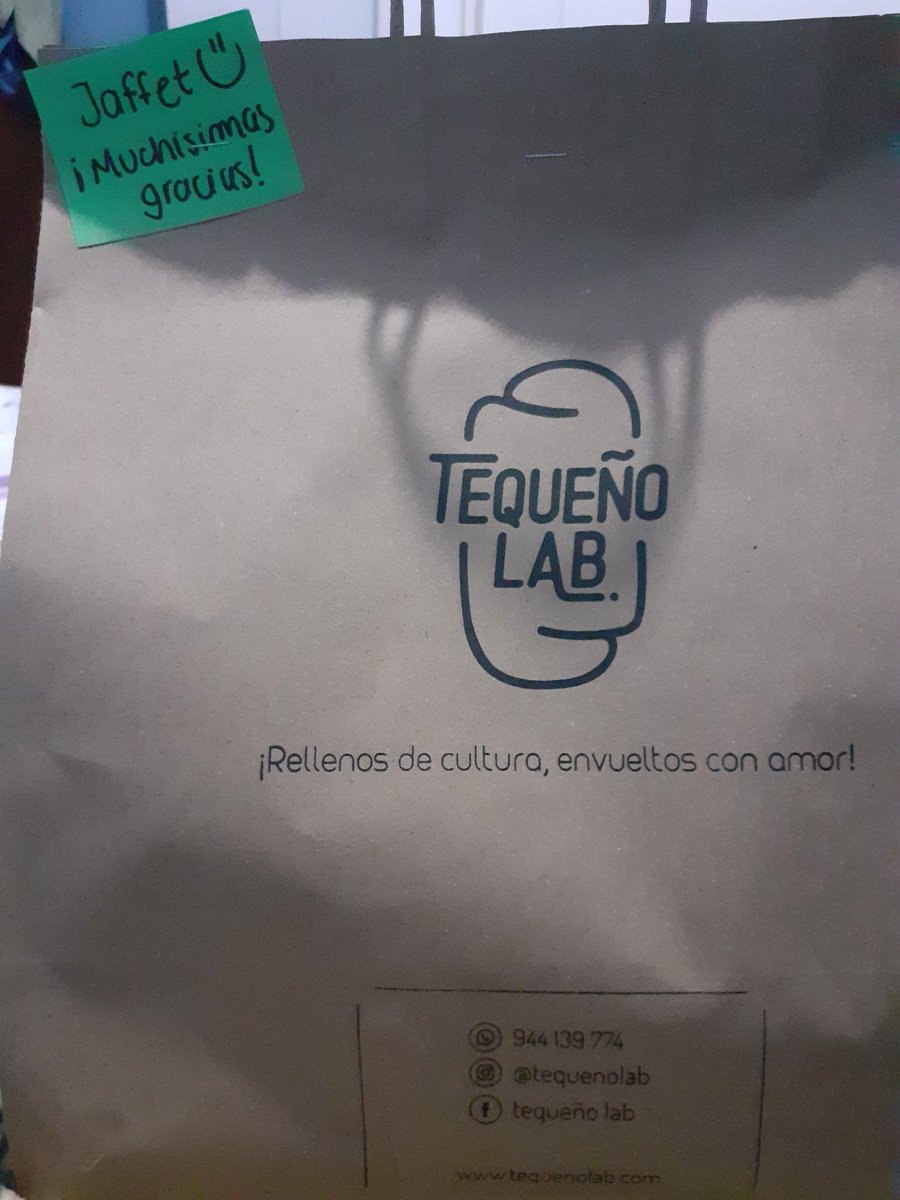 Jaffet
¡Muchísimas
gracias!
TEQUEÑO
LAB.
¡Rellenos de cultura, envueltos con amor!
944 139 774
@tequenolab
tequeño lab
www.tequenolab.com